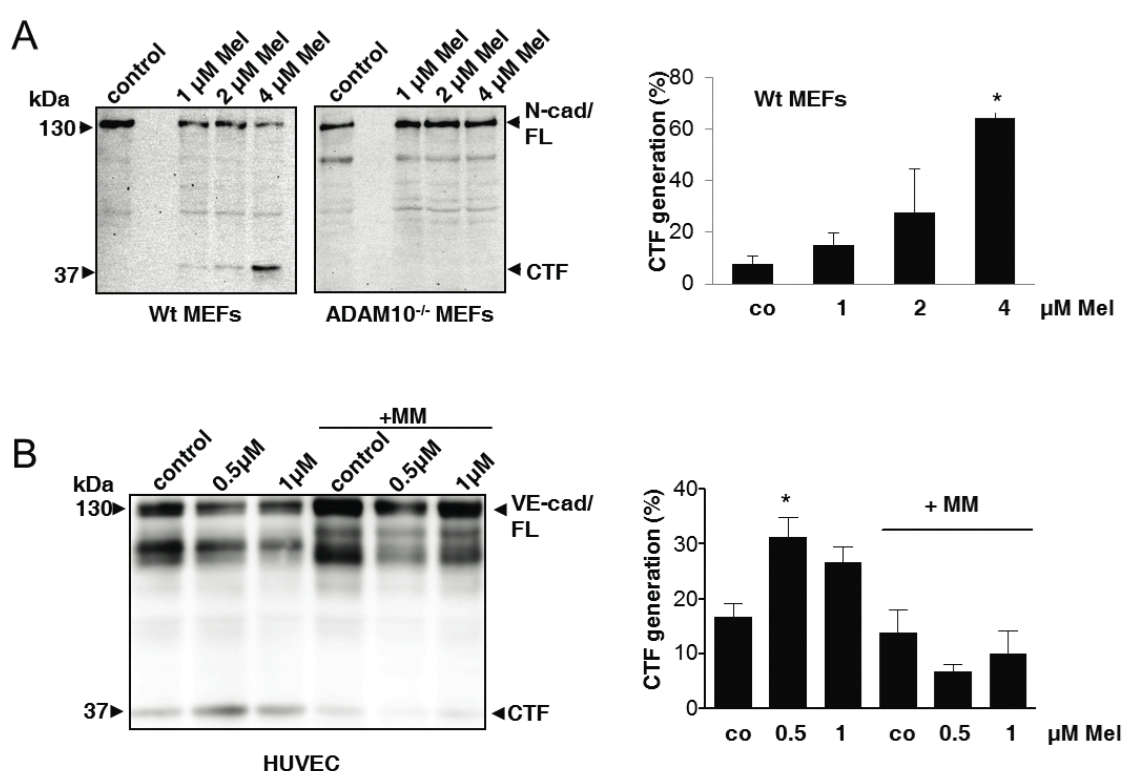 A
control
1 µM Mel
2 µM Mel
4 µM Mel
control
1 µM Mel
2 µM Mel
4 µM Mel
kDa
130
37
N-cad/
FL
CTF
Wt MEFs
ADAM10-/- MEFs
CTF generation (%)
80
60
40
20
0
Wt MEFs
*
co 1 2 4 µM Mel
B
+MM
control
0.5µM
1µM
control
0.5µM
1µM
kDa
130
37
VE-cad/
FL
CTF
HUVEC
CTF generation (%)
40
30
20
10
0
*
+ MM
co 0.5 1 co 0.5 1 µM Mel